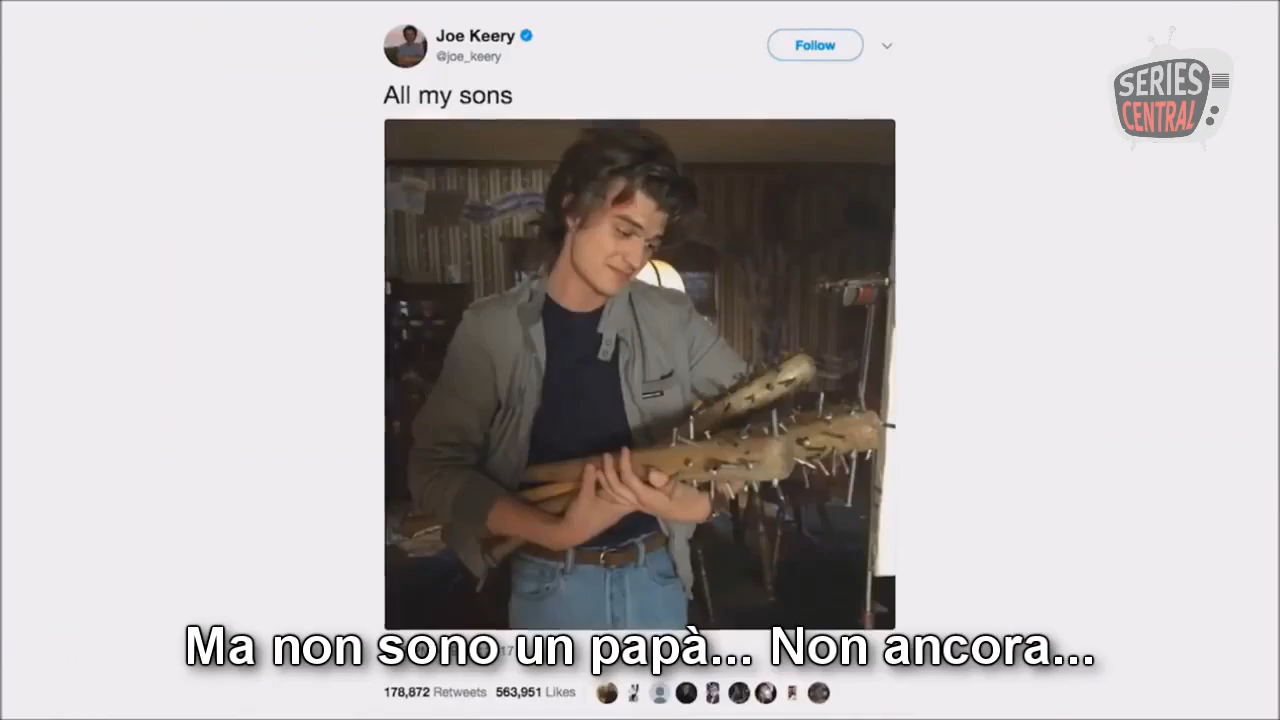 Joe Keery
@joe_keery
Follow
SERIES
CENTRAL
All my sons
Ma non sono un papà... Non ancora...
178,872 Retweets 563,951 Likes